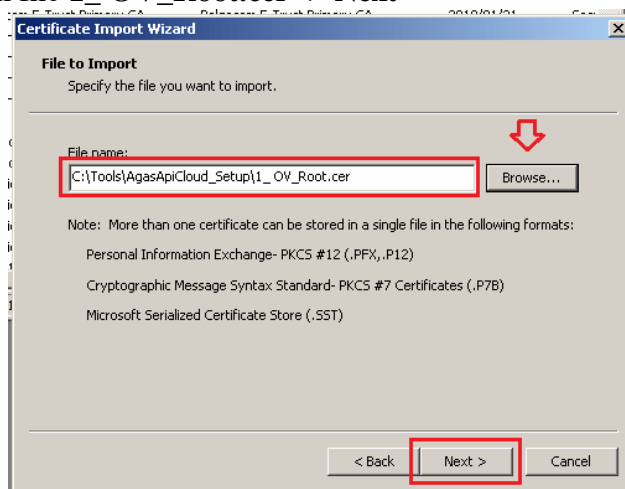 Certificate Import Wizard
File to Import
Specify the file you want to import.
File name:
C:\Tools\AgasApiCloud_Setup\1_ OV_Root.cer
Browse...
Note: More than one certificate can be stored in a single file in the following formats:
Personal Information Exchange- PKCS #12 (.PFX,.P12)
Cryptographic Message Syntax Standard- PKCS #7 Certificates (.P7B)
Microsoft Serialized Certificate Store (.SST)
< Back
Next >
Cancel